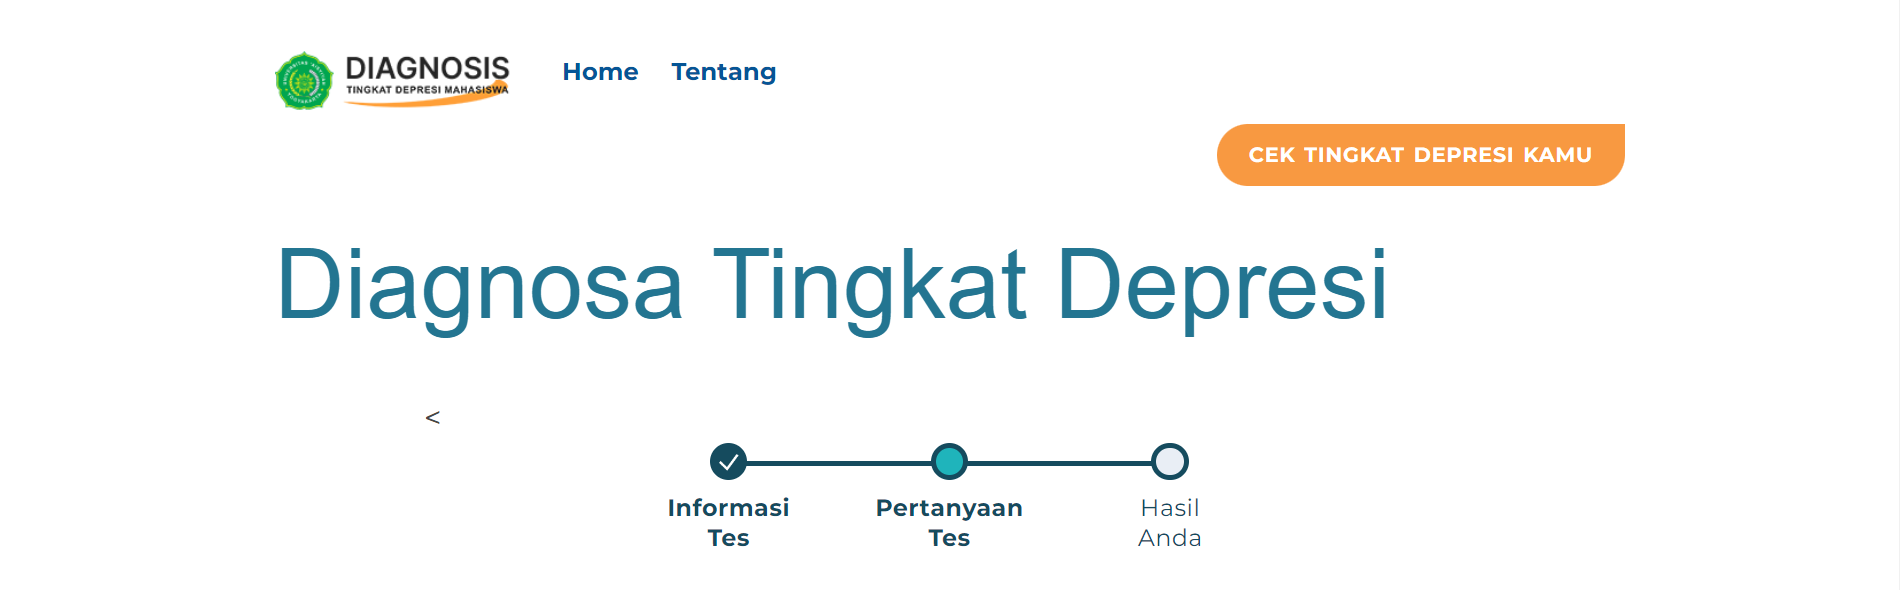 DIAGNOSIS
TINGKAT DEPRESI MAHASISWA
Home Tentang
CEK TINGKAT DEPRESI KAMU
Diagnosa Tingkat Depresi
<
Informasi Tes
Pertanyaan Tes
Hasil Anda